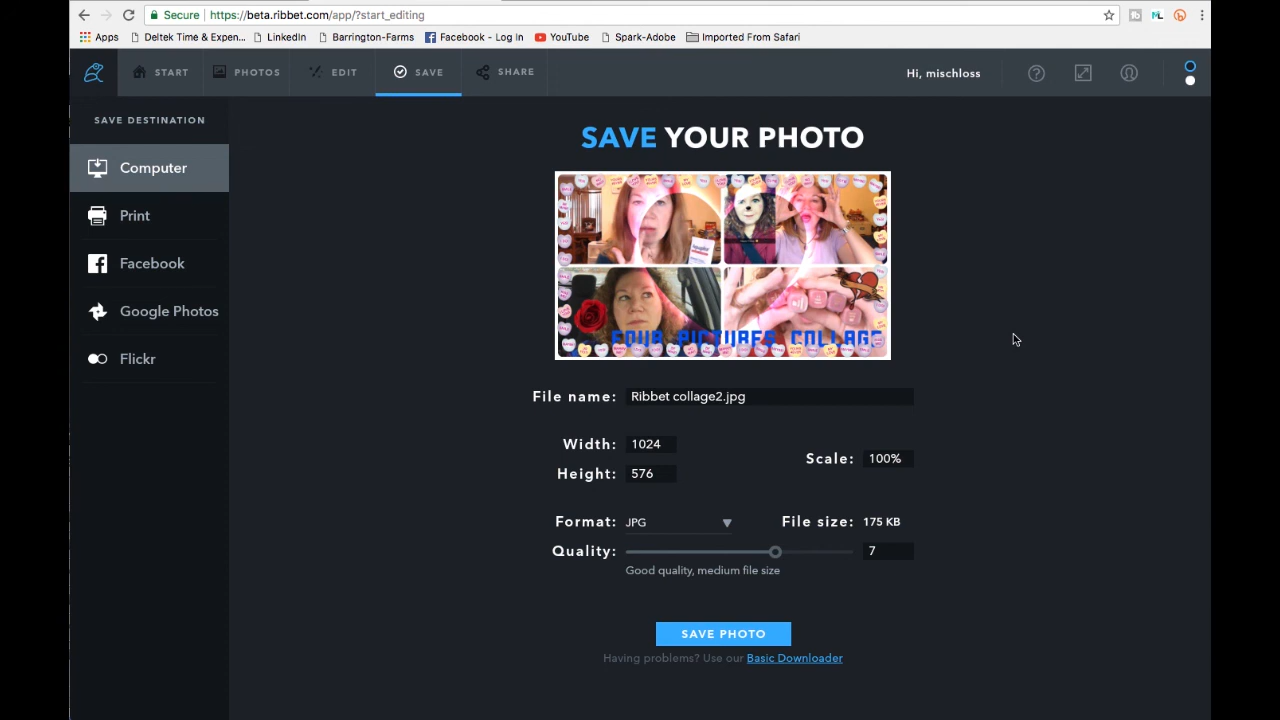 Secure https://beta.ribbet.com/app/?start_editing
Apps Deltek Time & Expen... LinkedIn Barrington-Farms Facebook - Log In YouTube Spark-Adobe Imported From Safari
START PHOTOS EDIT SAVE SHARE Hi, mischloss
SAVE DESTINATION
Computer
Print
Facebook
Google Photos
Flickr
SAVE YOUR PHOTO
FOUR PICTURES COLLAGE
File name: Ribbet collage2.jpg
Width: 1024
Height: 576
Scale: 100%
Format: JPG File size: 175 KB
Quality: 7
Good quality, medium file size
SAVE PHOTO
Having problems? Use our Basic Downloader